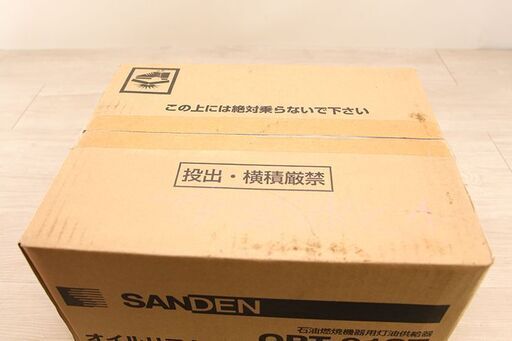 この上には絶対乗らないで下さい
投出・横積厳禁
SANDEN
石油燃焼機器用灯油供給器